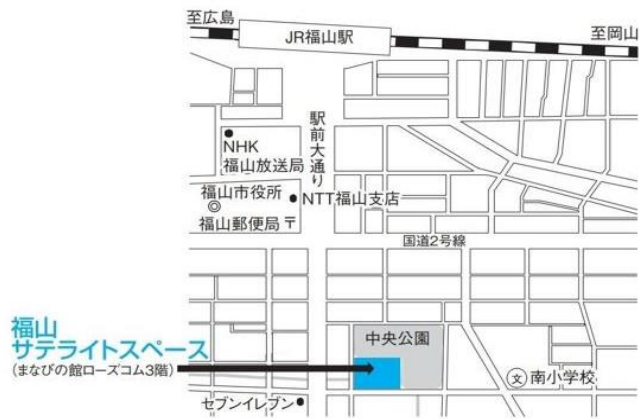 至広島
JR福山駅
至岡山
駅前大通り
NHK
福山放送局
福山市役所
NTT福山支店
福山郵便局 〒
国道2号線
福山
サテライトスペース
(まなびの館ローズコム3階)
中央公園
文 南小学校
セブンイレブン